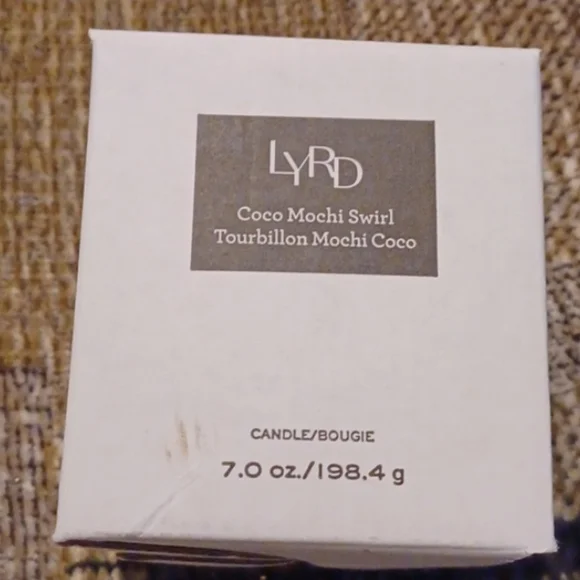 LYRD
Coco Mochi Swirl
Tourbillon Mochi Coco
CANDLE/BOUGIE
7.0 oz./198.4 g